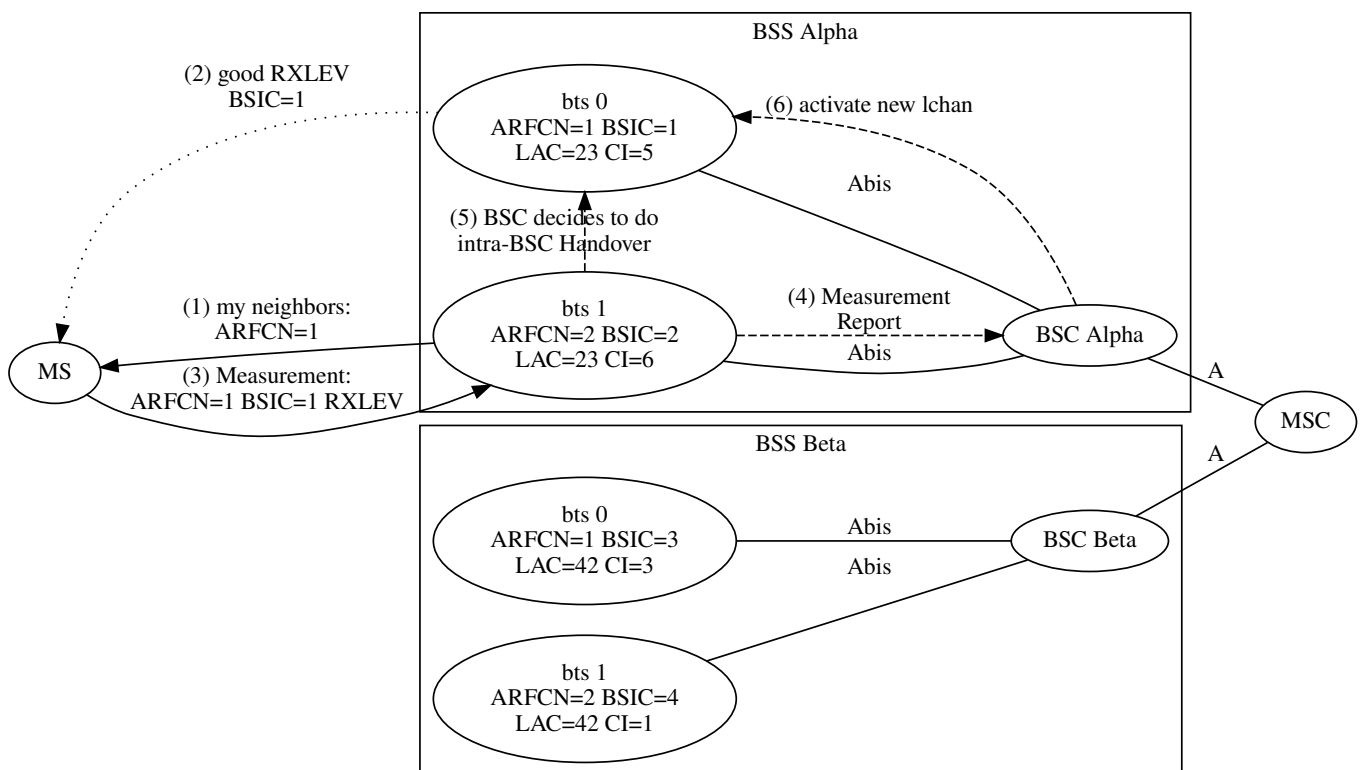 BSS Alpha
(2) good RXLEV
BSIC=1
bts 0
ARFCN=1 BSIC=1
LAC=23 CI=5
(6) activate new lchan
Abis
(5) BSC decides to do
intra-BSC Handover
(1) my neighbors:
ARFCN=1
bts 1
ARFCN=2 BSIC=2
LAC=23 CI=6
(4) Measurement
Report
Abis
BSC Alpha
MS
(3) Measurement:
ARFCN=1 BSIC=1 RXLEV
A
MSC
A
BSS Beta
bts 0
ARFCN=1 BSIC=3
LAC=42 CI=3
Abis
Abis
BSC Beta
bts 1
ARFCN=2 BSIC=4
LAC=42 CI=1